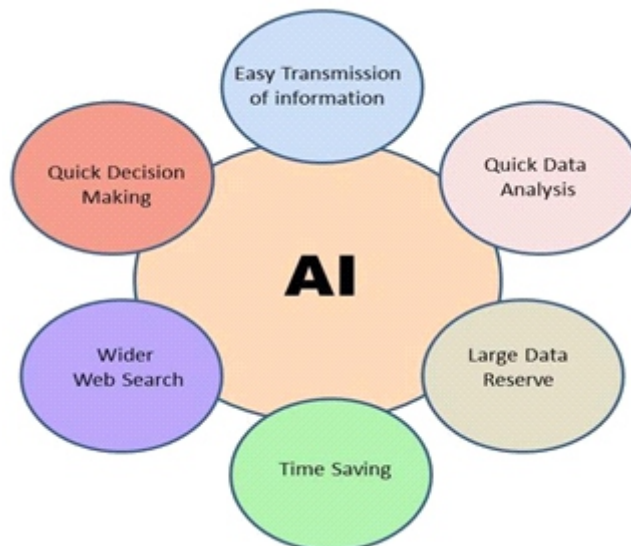 Easy Transmission
of information
Quick Decision
Making
Quick Data
Analysis
AI
Wider
Web Search
Large Data
Reserve
Time Saving